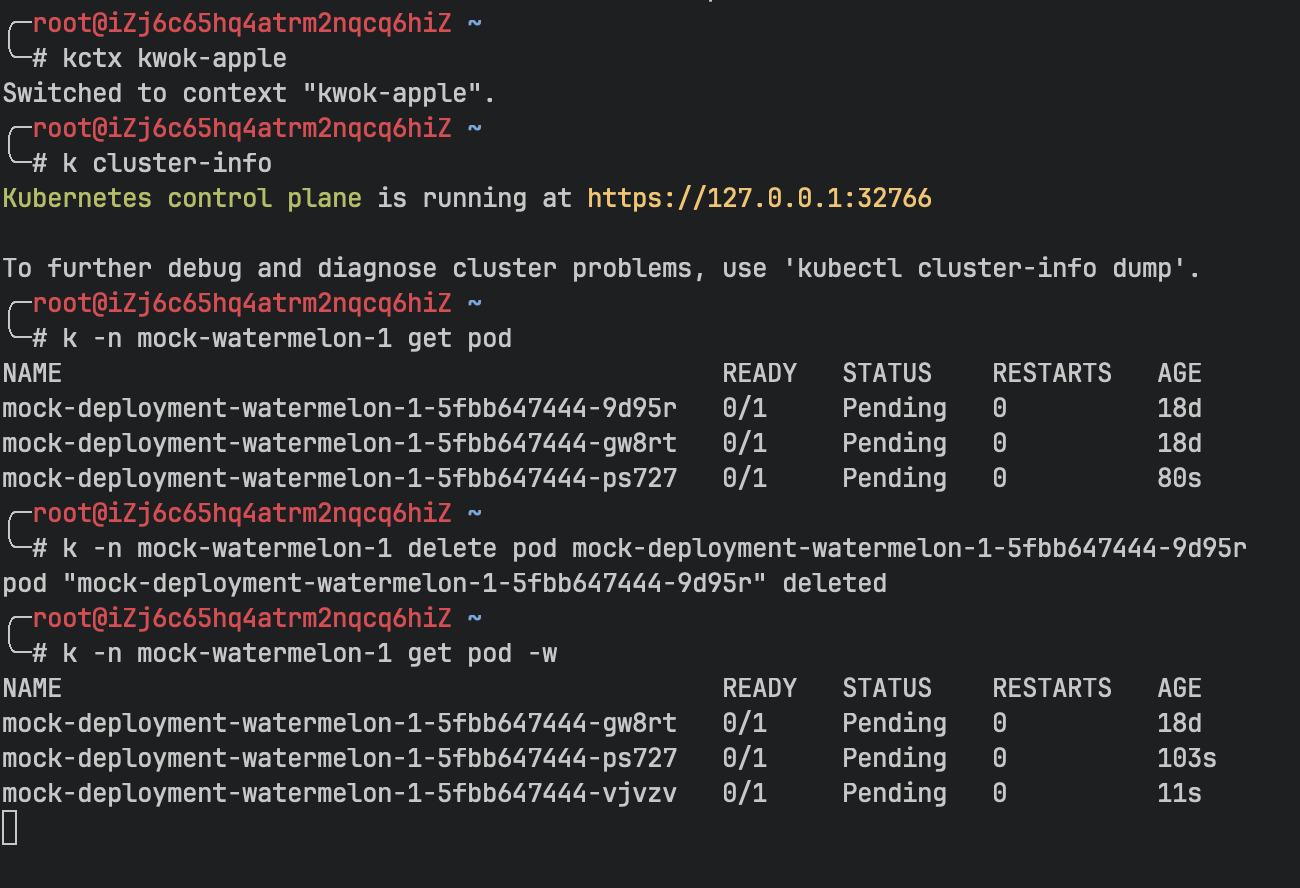 ╭─root@iZj6c65hq4atrm2nqcq6hiZ ~
╰─# kctx kwok-apple
Switched to context "kwok-apple".
╭─root@iZj6c65hq4atrm2nqcq6hiZ ~
╰─# k cluster-info
Kubernetes control plane is running at https://127.0.0.1:32766

To further debug and diagnose cluster problems, use 'kubectl cluster-info dump'.
╭─root@iZj6c65hq4atrm2nqcq6hiZ ~
╰─# k -n mock-watermelon-1 get pod
NAME                                            READY   STATUS    RESTARTS   AGE
mock-deployment-watermelon-1-5fbb647444-9d95r   0/1     Pending   0          18d
mock-deployment-watermelon-1-5fbb647444-gw8rt   0/1     Pending   0          18d
mock-deployment-watermelon-1-5fbb647444-ps727   0/1     Pending   0          80s
╭─root@iZj6c65hq4atrm2nqcq6hiZ ~
╰─# k -n mock-watermelon-1 delete pod mock-deployment-watermelon-1-5fbb647444-9d95r
pod "mock-deployment-watermelon-1-5fbb647444-9d95r" deleted
╭─root@iZj6c65hq4atrm2nqcq6hiZ ~
╰─# k -n mock-watermelon-1 get pod -w
NAME                                            READY   STATUS    RESTARTS   AGE
mock-deployment-watermelon-1-5fbb647444-gw8rt   0/1     Pending   0          18d
mock-deployment-watermelon-1-5fbb647444-ps727   0/1     Pending   0          103s
mock-deployment-watermelon-1-5fbb647444-vjvzv   0/1     Pending   0          11s